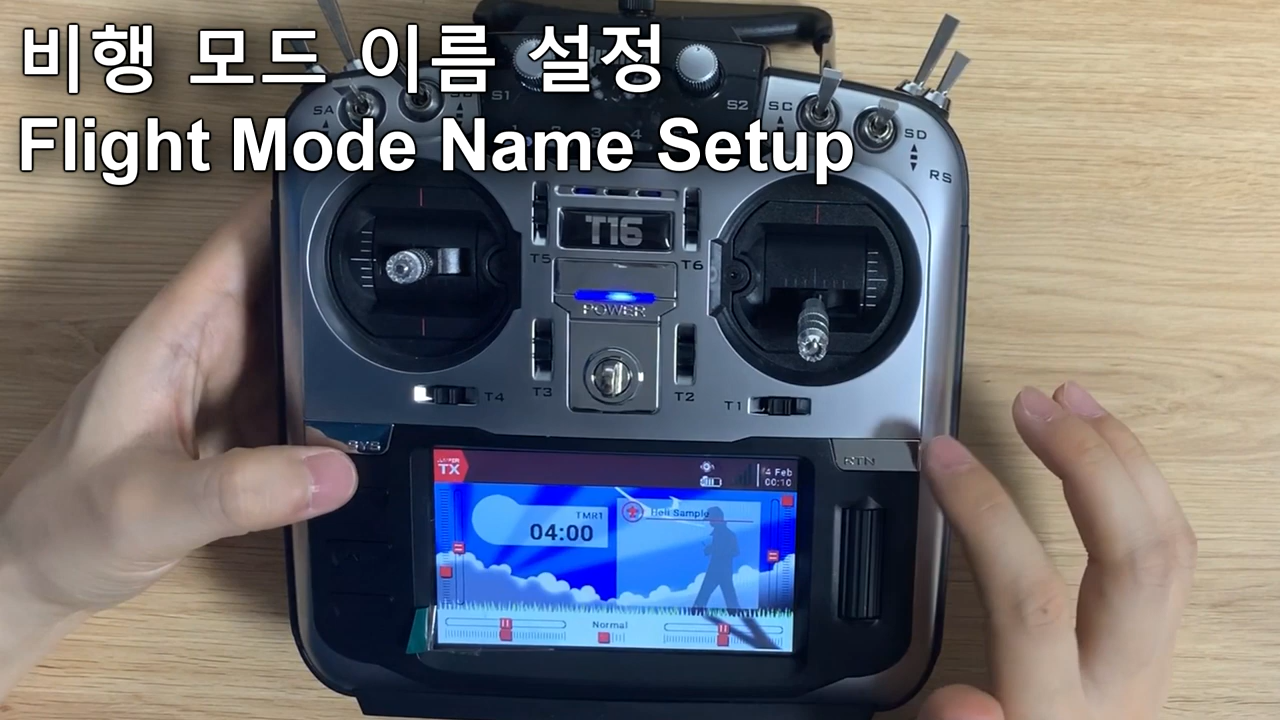 비행 모드 이름 설정
Flight Mode Name Setup
SA
S1
S2
SC
SD
RS
T16
T5
T6
POWER
T4
T3
T2
T1
SYS
RTN
JUMPER
TX
4 Feb
00:10
TMR1
04:00
Heli Sample
Normal